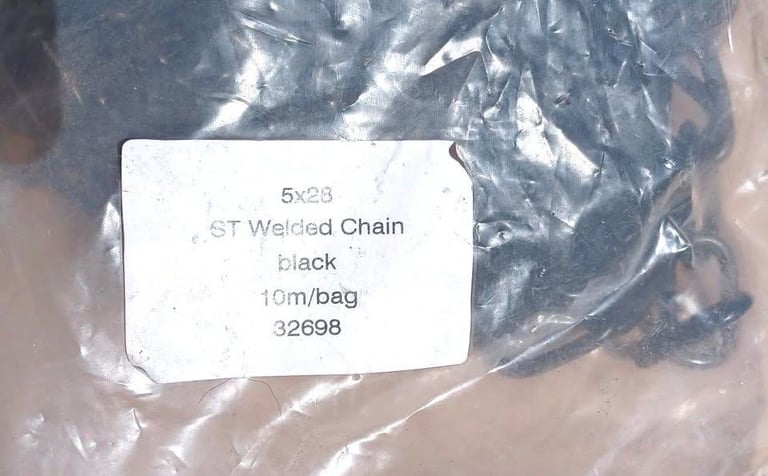 5x28
ST Welded Chain
black
10m/bag
32698